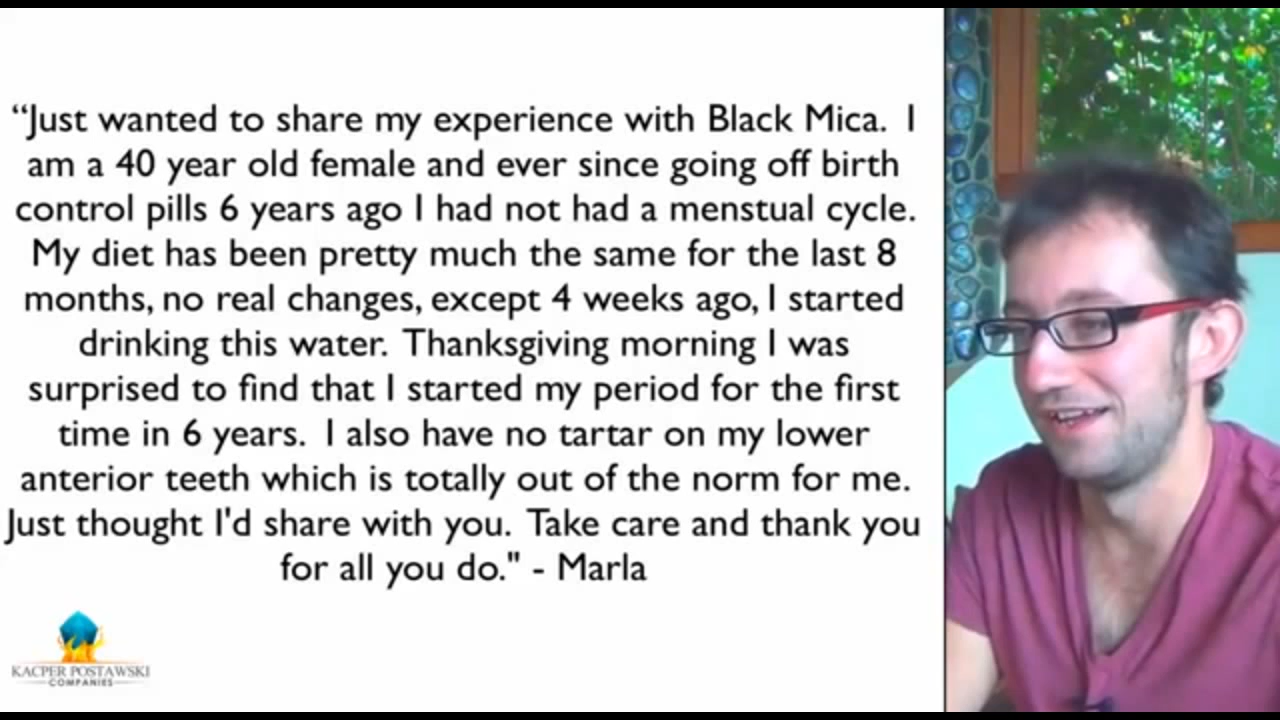 “Just wanted to share my experience with Black Mica. I
am a 40 year old female and ever since going off birth
control pills 6 years ago I had not had a menstual cycle.
My diet has been pretty much the same for the last 8
months, no real changes, except 4 weeks ago, I started
drinking this water. Thanksgiving morning I was
surprised to find that I started my period for the first
time in 6 years. I also have no tartar on my lower
anterior teeth which is totally out of the norm for me.
Just thought I'd share with you. Take care and thank you
for all you do." - Marla
KACPER POSTAWSKI
COMPANIES